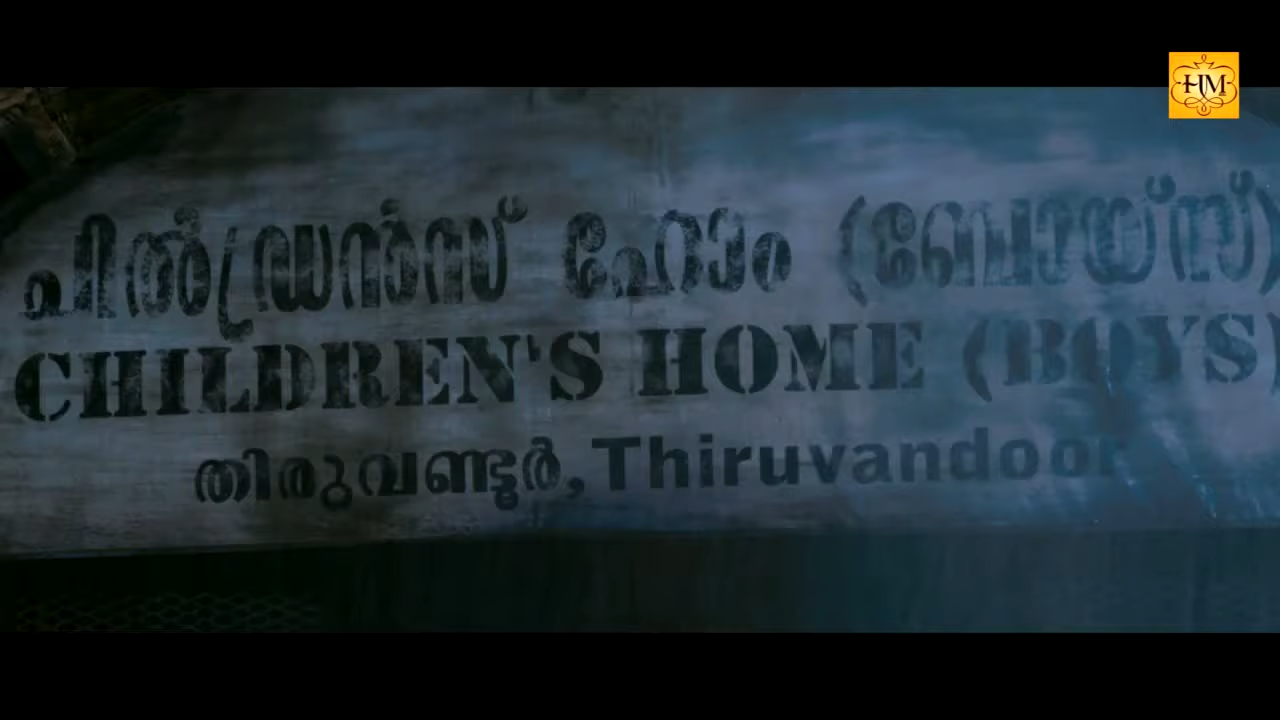 HM
ചിൽഡ്രൻസ് ഹോം (ബോയ്സ്)
CHILDREN'S HOME (BOYS)
തിരുവണ്ടൂർ, Thiruvandoor